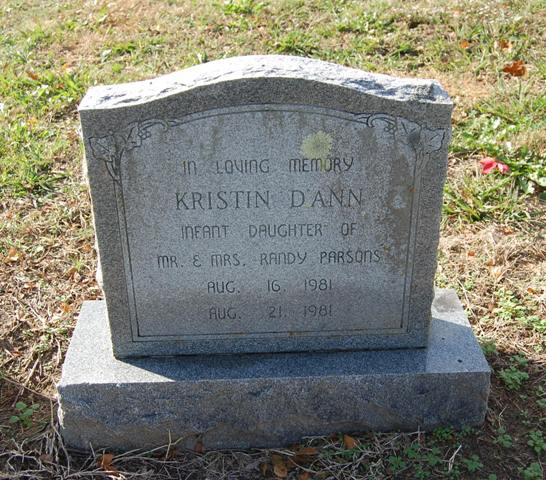 IN LOVING MEMORY
KRISTIN D'ANN
INFANT DAUGHTER OF
MR. & MRS. RANDY PARSONS
AUG. 16, 1981
AUG. 21, 1981